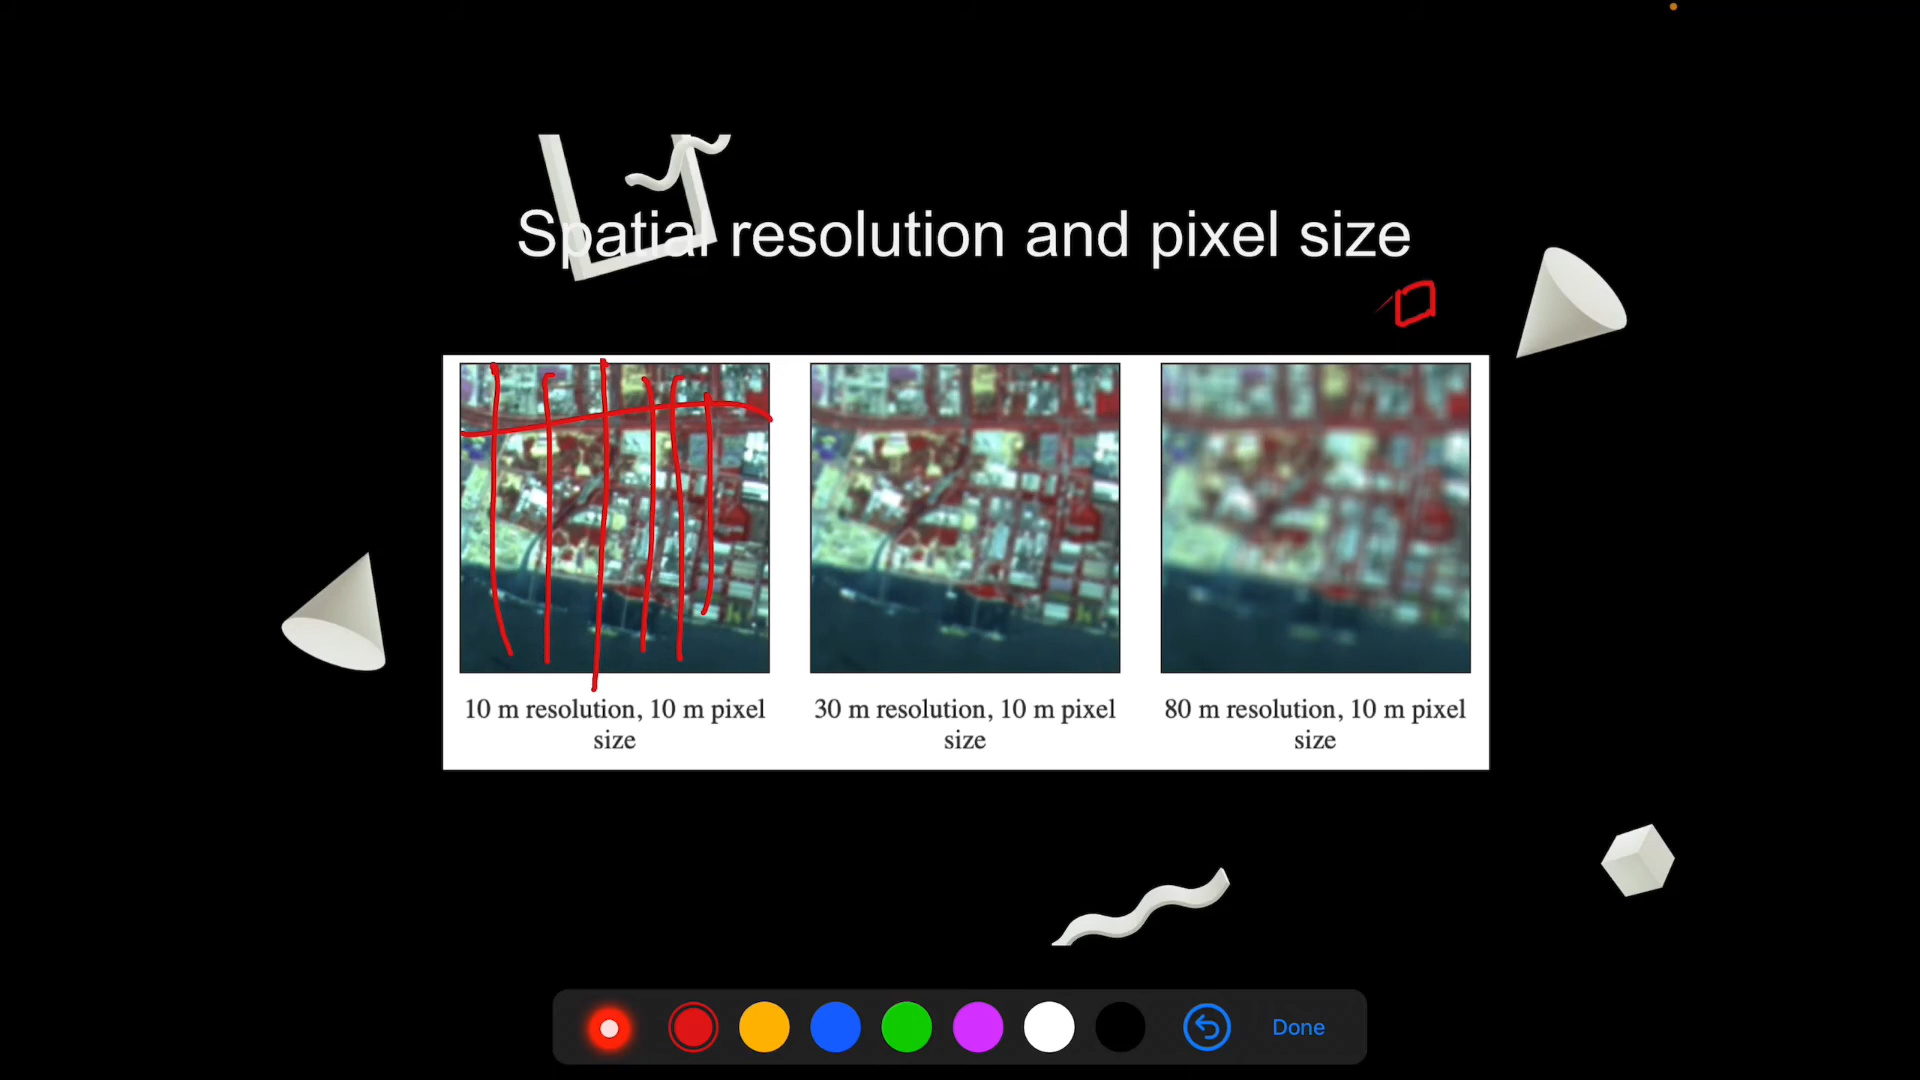 Spatial resolution and pixel size
10 m resolution, 10 m pixel
size
30 m resolution, 10 m pixel
size
80 m resolution, 10 m pixel
size
Done